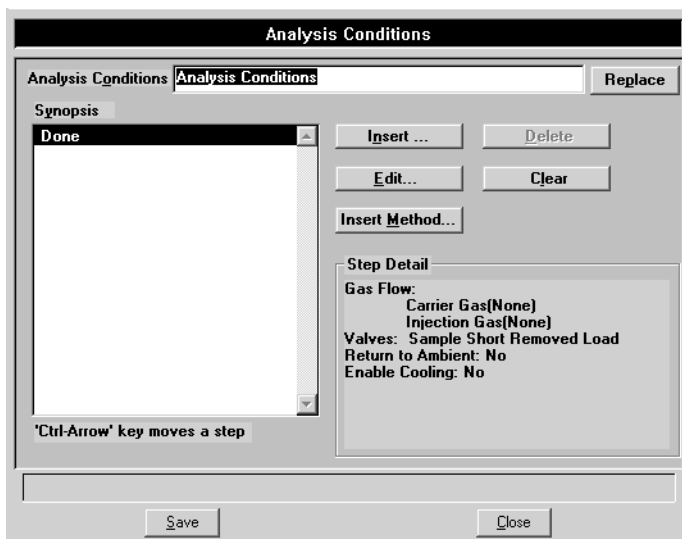 Analysis Conditions
Analysis Conditions Analysis Conditions Replace
Synopsis
Done
Insert ... Delete
Edit... Clear
Insert Method...
Step Detail
Gas Flow:
Carrier Gas(None)
Injection Gas(None)
Valves: Sample Short Removed Load
Return to Ambient: No
Enable Cooling: No
'Ctrl-Arrow' key moves a step
Save Close